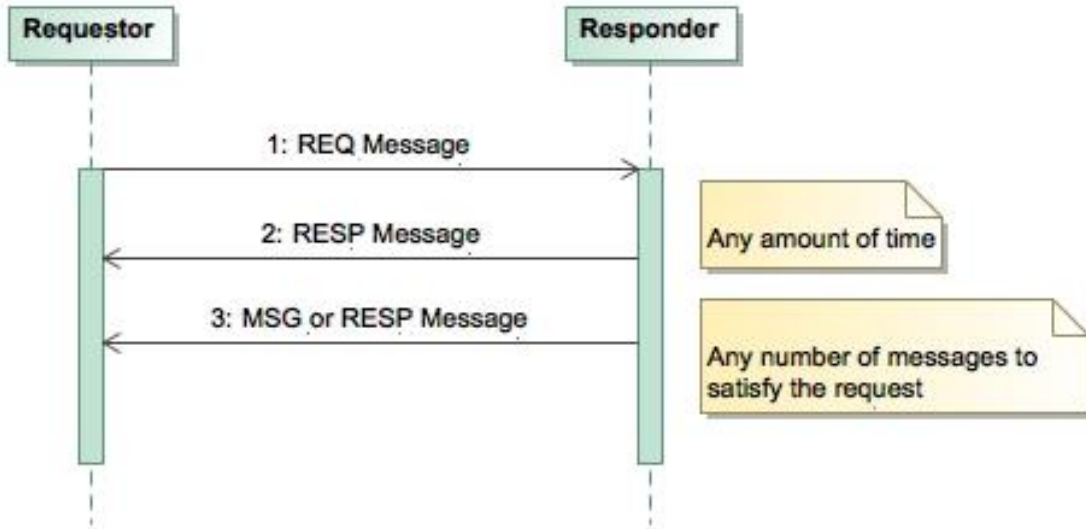 Requestor
Responder
1: REQ Message
2: RESP Message
Any amount of time
3: MSG or RESP Message
Any number of messages to
satisfy the request